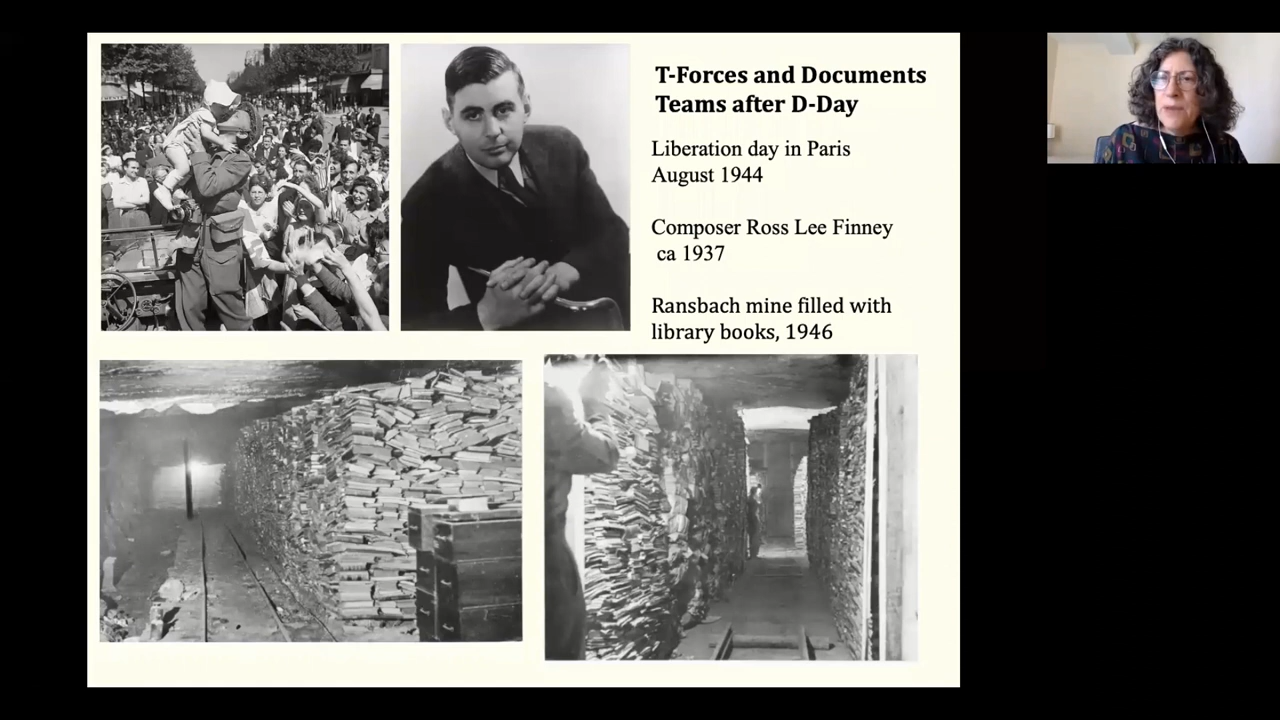 T-Forces and Documents
Teams after D-Day
Liberation day in Paris
August 1944
Composer Ross Lee Finney
ca 1937
Ransbach mine filled with
library books, 1946